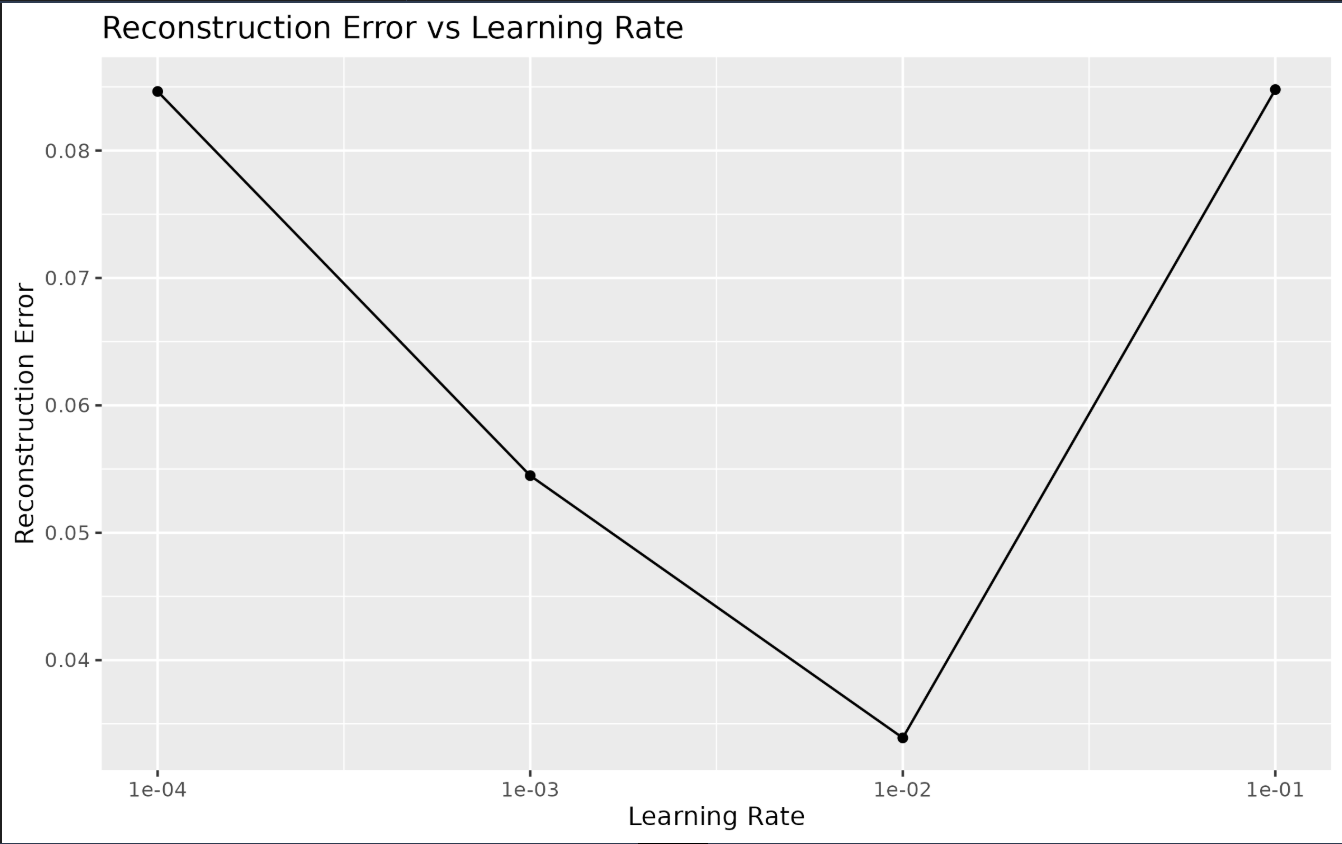 Reconstruction Error vs Learning Rate
Reconstruction Error
0.08
0.07
0.06
0.05
0.04
1e-04 1e-03 1e-02 1e-01
Learning Rate